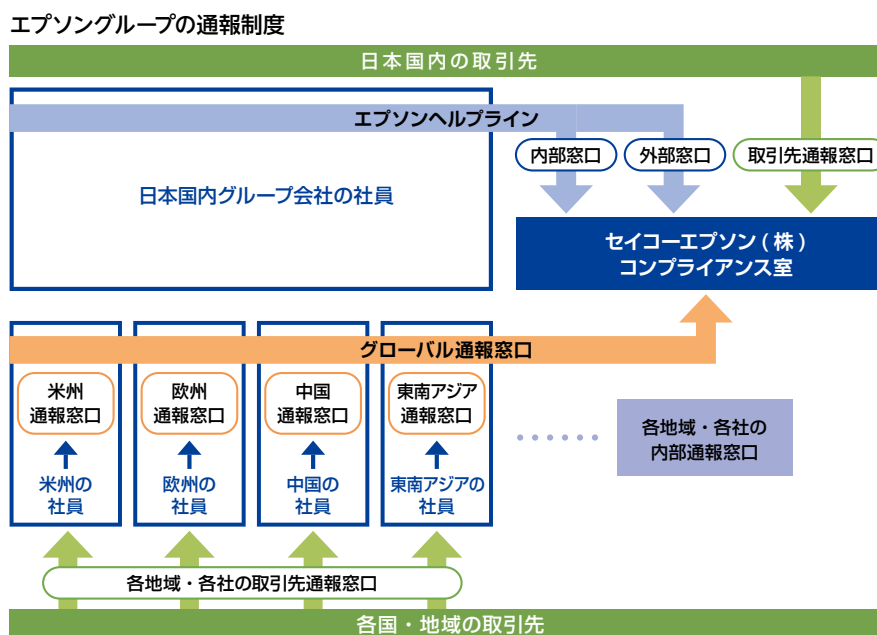 エプソングループの通報制度
日本国内の取引先
エプソンヘルプライン
内部窓口
外部窓口
取引先通報窓口
日本国内グループ会社の社員
セイコーエプソン ( 株 )
コンプライアンス室
グローバル通報窓口
米州
通報窓口
欧州
通報窓口
中国
通報窓口
東南アジア
通報窓口
各地域・各社の
内部通報窓口
米州の
社員
欧州の
社員
中国の
社員
東南アジアの
社員
各地域・各社の取引先通報窓口
各国・地域の取引先